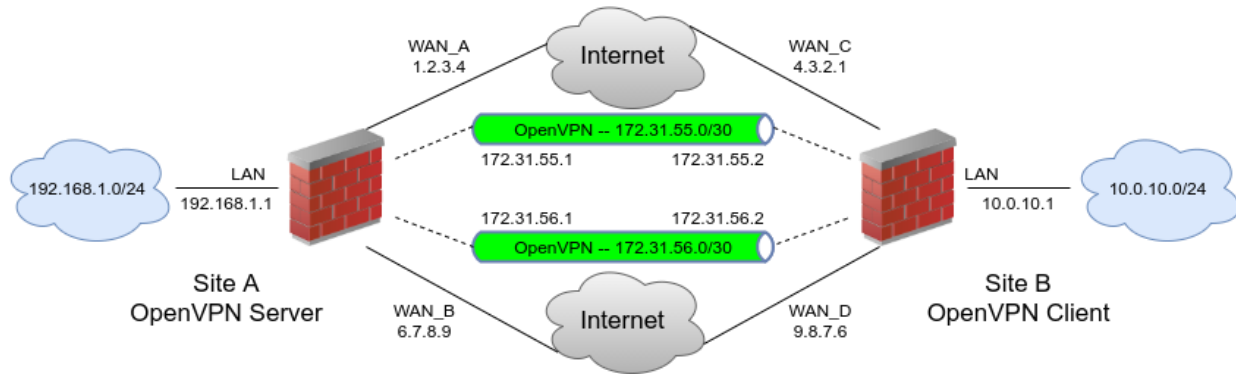 WAN_A
1.2.3.4
Internet
WAN_C
4.3.2.1
OpenVPN -- 172.31.55.0/30
172.31.55.1
172.31.55.2
192.168.1.0/24
LAN
192.168.1.1
LAN
10.0.10.1
10.0.10.0/24
172.31.56.1
172.31.56.2
OpenVPN -- 172.31.56.0/30
Site A
OpenVPN Server
WAN_B
6.7.8.9
Internet
WAN_D
9.8.7.6
Site B
OpenVPN Client